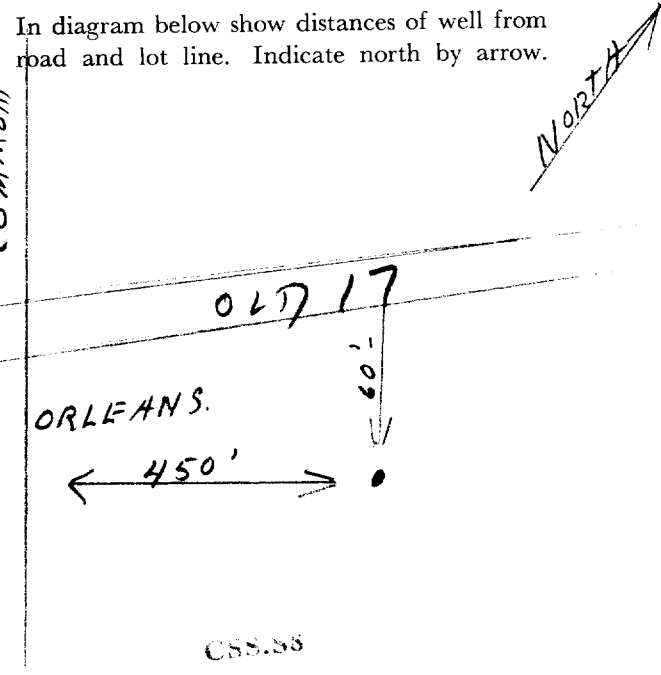 In diagram below show distances of well from
road and lot line. Indicate north by arrow.
NORTH
OLD 17
60'
ORLEANS.
450'
CSS.S8